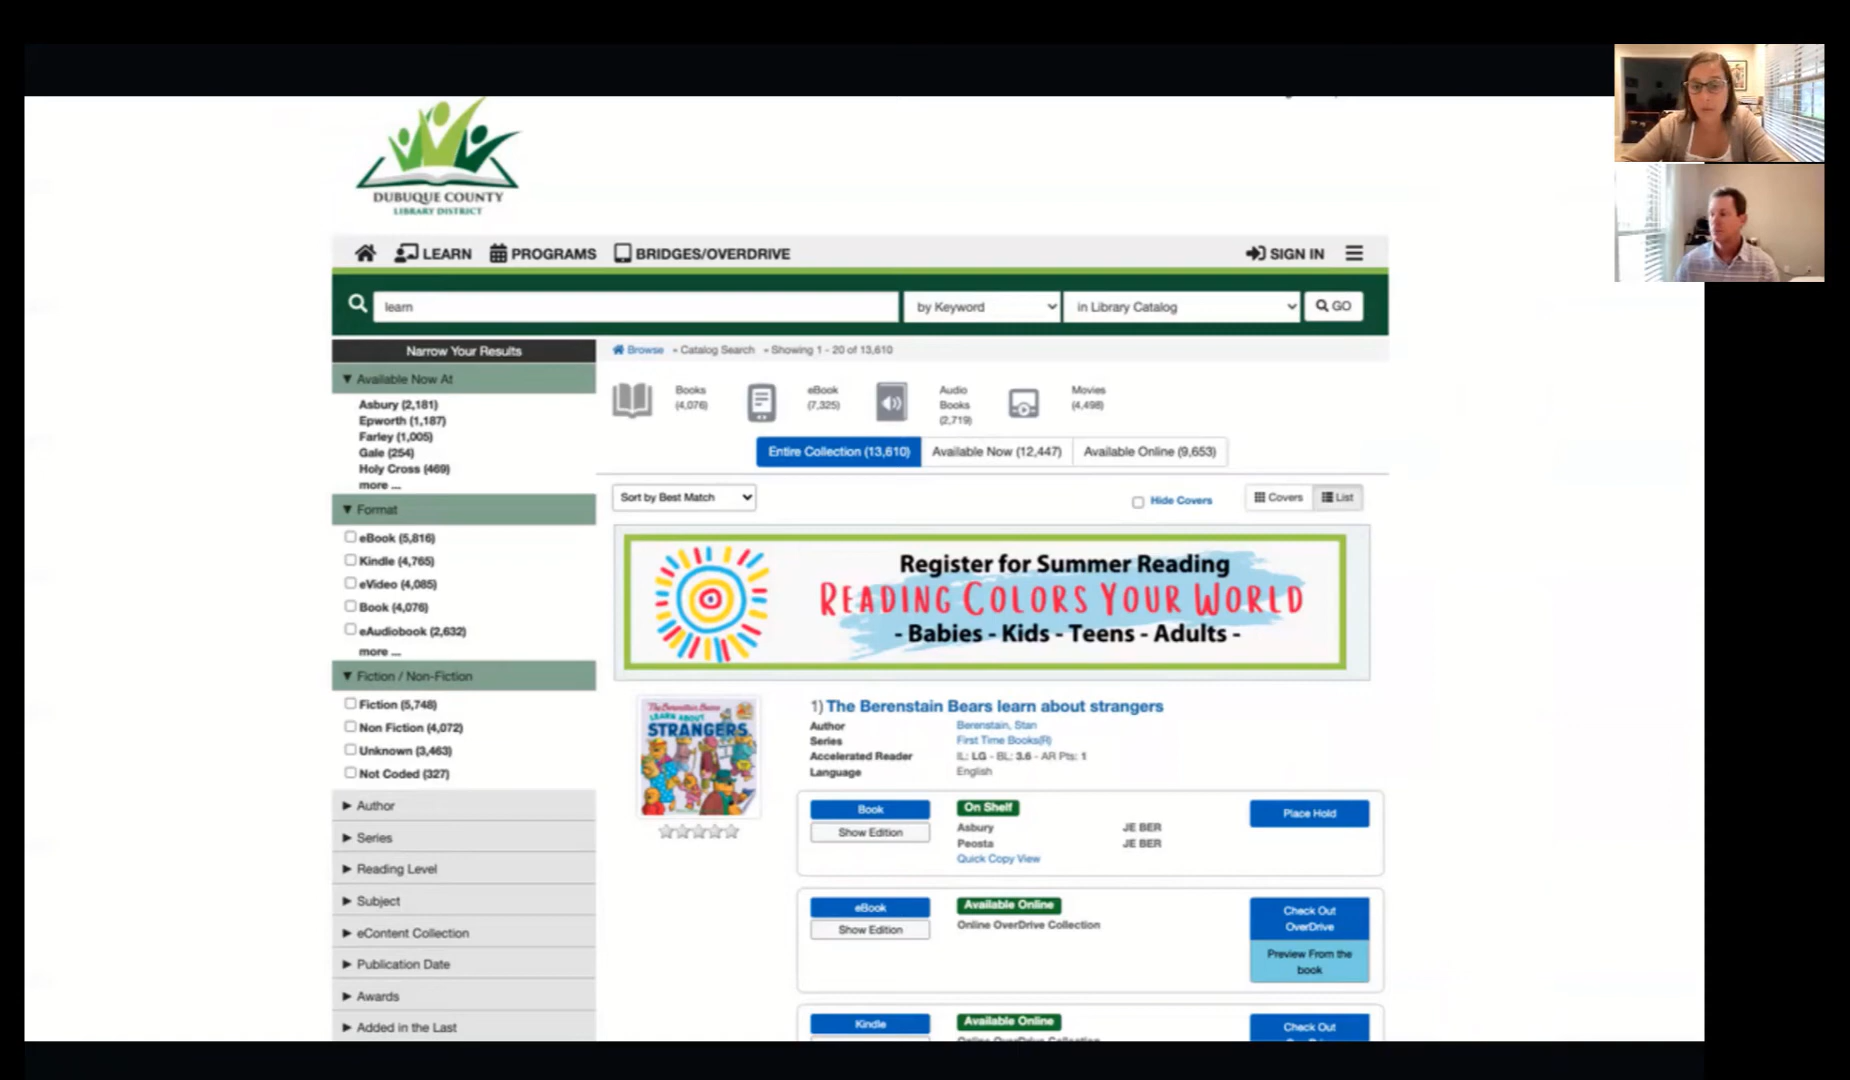 DUBUQUE COUNTY
LIBRARY DISTRICT
LEARN PROGRAMS BRIDGES/OVERDRIVE SIGN IN
learn by Keyword in Library Catalog GO
Narrow Your Results
Browse » Catalog Search » Showing 1 - 20 of 13,610
Available Now At
Asbury (2,181)
Epworth (1,187)
Farley (1,005)
Gale (254)
Holy Cross (469)
more ...
Format
eBook (5,816)
Kindle (4,765)
eVideo (4,085)
Book (4,076)
eAudiobook (2,632)
more ...
Fiction / Non-Fiction
Fiction (5,748)
Non Fiction (4,072)
Unknown (3,463)
Not Coded (327)
Author
Series
Reading Level
Subject
eContent Collection
Publication Date
Awards
Added in the Last
Books
(4,076)
eBook
(7,325)
Audio
Books
(2,719)
Movies
(4,498)
Entire Collection (13,610) Available Now (12,447) Available Online (9,653)
Sort by Best Match Hide Covers Covers List
Register for Summer Reading
READING COLORS YOUR WORLD
- Babies - Kids - Teens - Adults -
The Berenstain Bears
LEARN ABOUT
STRANGERS
1) The Berenstain Bears learn about strangers
Author Berenstain, Stan
Series First Time Books(R)
Accelerated Reader IL: LG - BL: 3.6 - AR Pts: 1
Language English
Book
Show Edition
On Shelf
Asbury JE BER
Peosta JE BER
Quick Copy View
Place Hold
eBook
Show Edition
Available Online
Online OverDrive Collection
Check Out
OverDrive
Preview From the
book
Kindle
Available Online
Online OverDrive Collection
Check Out
OverDrive